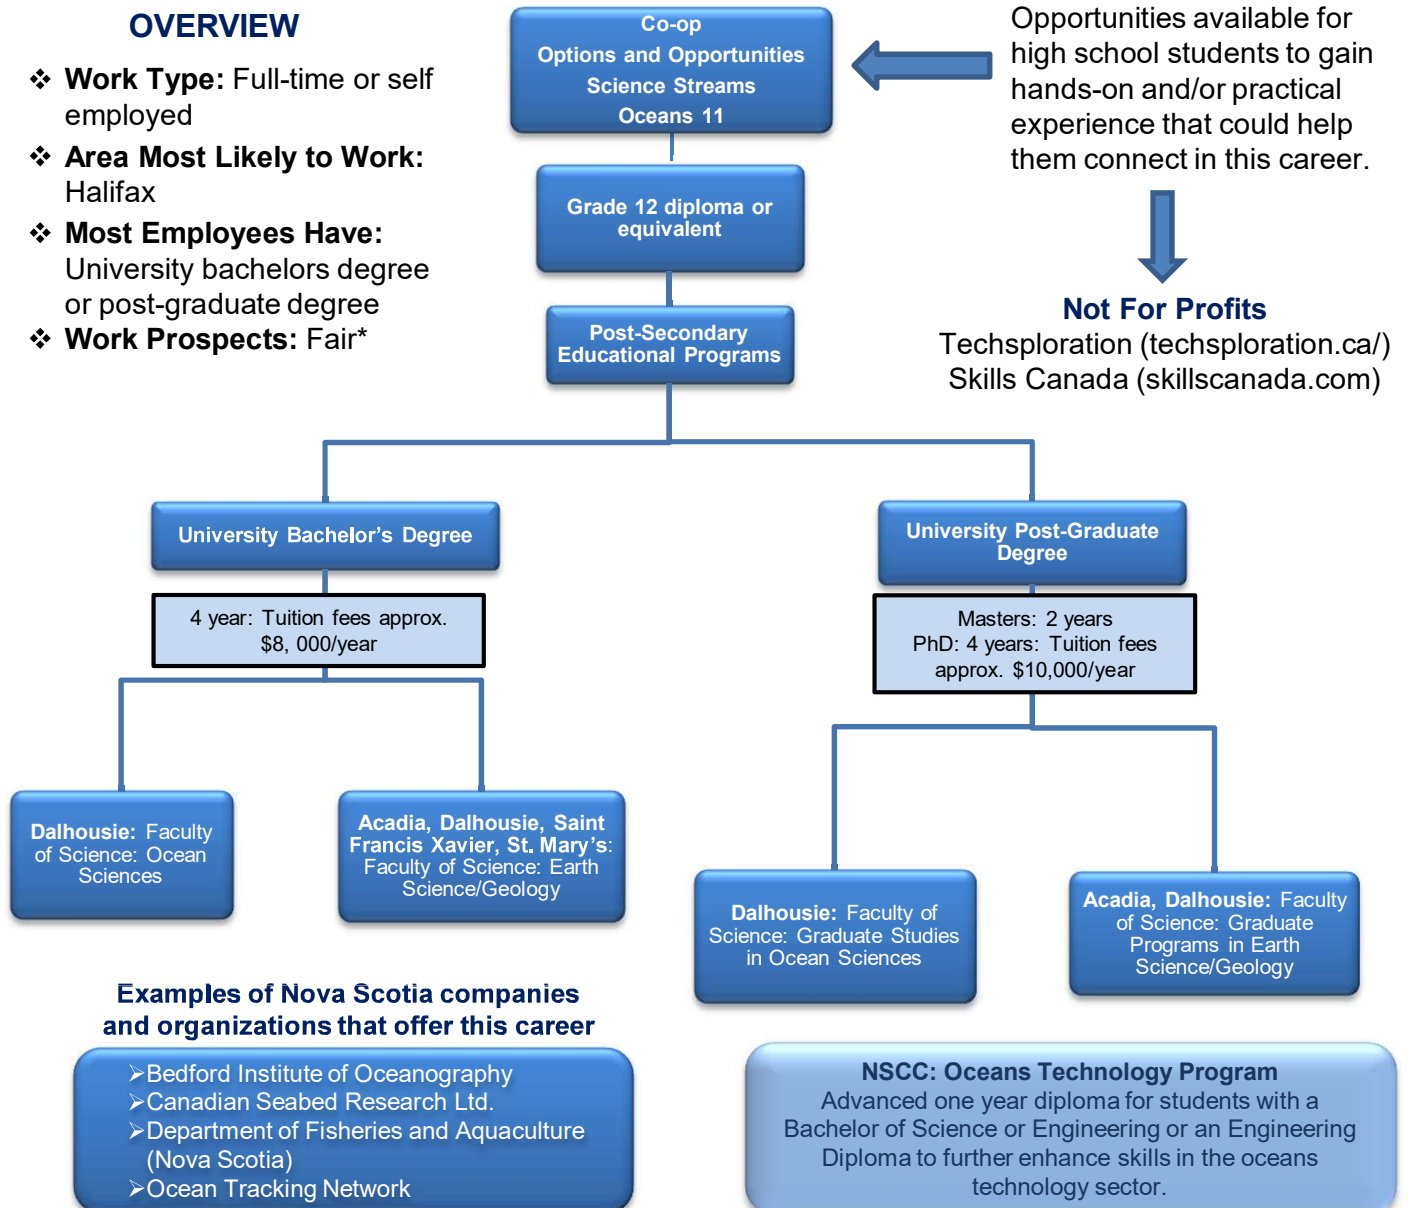 OVERVIEW
❖ Work Type: Full-time or self
employed
❖ Area Most Likely to Work:
Halifax
❖ Most Employees Have:
University bachelors degree
or post-graduate degree
❖ Work Prospects: Fair*
Co-op
Options and Opportunities
Science Streams
Oceans 11
Opportunities available for
high school students to gain
hands-on and/or practical
experience that could help
them connect in this career.
Grade 12 diploma or
equivalent
Not For Profits
Techsploration (techsploration.ca/)
Skills Canada (skillscanada.com)
Post-Secondary
Educational Programs
University Bachelor’s Degree
4 year: Tuition fees approx.
$8, 000/year
University Post-Graduate
Degree
Masters: 2 years
PhD: 4 years: Tuition fees
approx. $10,000/year
Dalhousie: Faculty
of Science: Ocean
Sciences
Acadia, Dalhousie, Saint
Francis Xavier, St. Mary’s:
Faculty of Science: Earth
Science/Geology
Dalhousie: Faculty of
Science: Graduate Studies
in Ocean Sciences
Acadia, Dalhousie: Faculty
of Science: Graduate
Programs in Earth
Science/Geology
Examples of Nova Scotia companies
and organizations that offer this career
➢Bedford Institute of Oceanography
➢Canadian Seabed Research Ltd.
➢Department of Fisheries and Aquaculture
(Nova Scotia)
➢Ocean Tracking Network
NSCC: Oceans Technology Program
Advanced one year diploma for students with a
Bachelor of Science or Engineering or an Engineering
Diploma to further enhance skills in the oceans
technology sector.